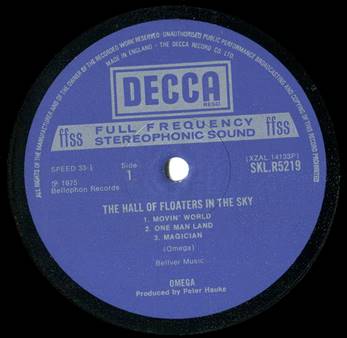 ALL RIGHTS OF THE MANUFACTURER AND OF THE OWNER OF THE RECORDED WORK RESERVED. UNAUTHORISED PUBLIC PERFORMANCE BROADCASTING AND COPYING OF THIS RECORD PROHIBITED
MADE IN ENGLAND · THE DECCA RECORD CO. LTD.
DECCA
REGD
ffss FULL FREQUENCY ffss
STEREOPHONIC SOUND
SPEED 33⅓
Side
1
(XZAL 14133P)
SKL.R5219
℗ 1975
Bellaphon Records
THE HALL OF FLOATERS IN THE SKY
1. MOVIN' WORLD
2. ONE MAN LAND
3. MAGICIAN
(Omega)
Bellver Music
OMEGA
Produced by Peter Hauke